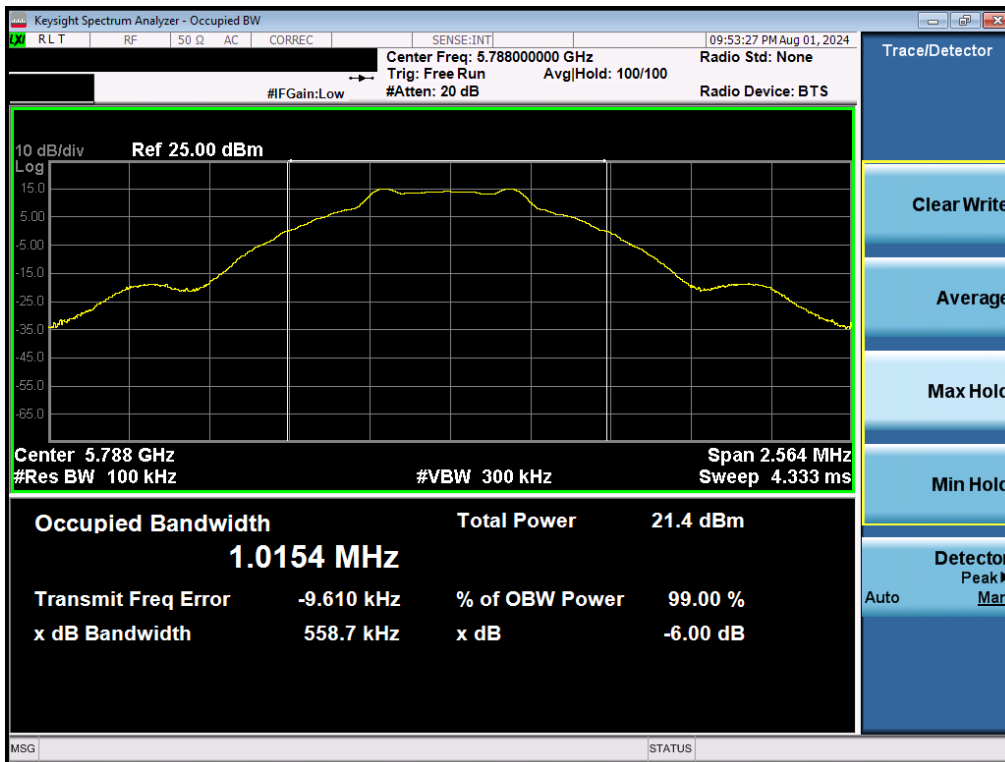 Keysight Spectrum Analyzer - Occupied BW
LXI RLT RF 50 Ω AC CORREC SENSE:INT 09:53:27 PM Aug 01, 2024
Center Freq: 5.788000000 GHz Radio Std: None
Trig: Free Run Avg|Hold: 100/100
#IFGain:Low #Atten: 20 dB Radio Device: BTS
10 dB/div Ref 25.00 dBm
Log
15.0
5.00
-5.00
-15.0
-25.0
-35.0
-45.0
-55.0
-65.0
Center 5.788 GHz Span 2.564 MHz
#Res BW 100 kHz #VBW 300 kHz Sweep 4.333 ms
Occupied Bandwidth Total Power 21.4 dBm
1.0154 MHz
Transmit Freq Error -9.610 kHz % of OBW Power 99.00 %
x dB Bandwidth 558.7 kHz x dB -6.00 dB
MSG STATUS
Trace/Detector
Clear Write
Average
Max Hold
Min Hold
Detector
Peak
Auto Man